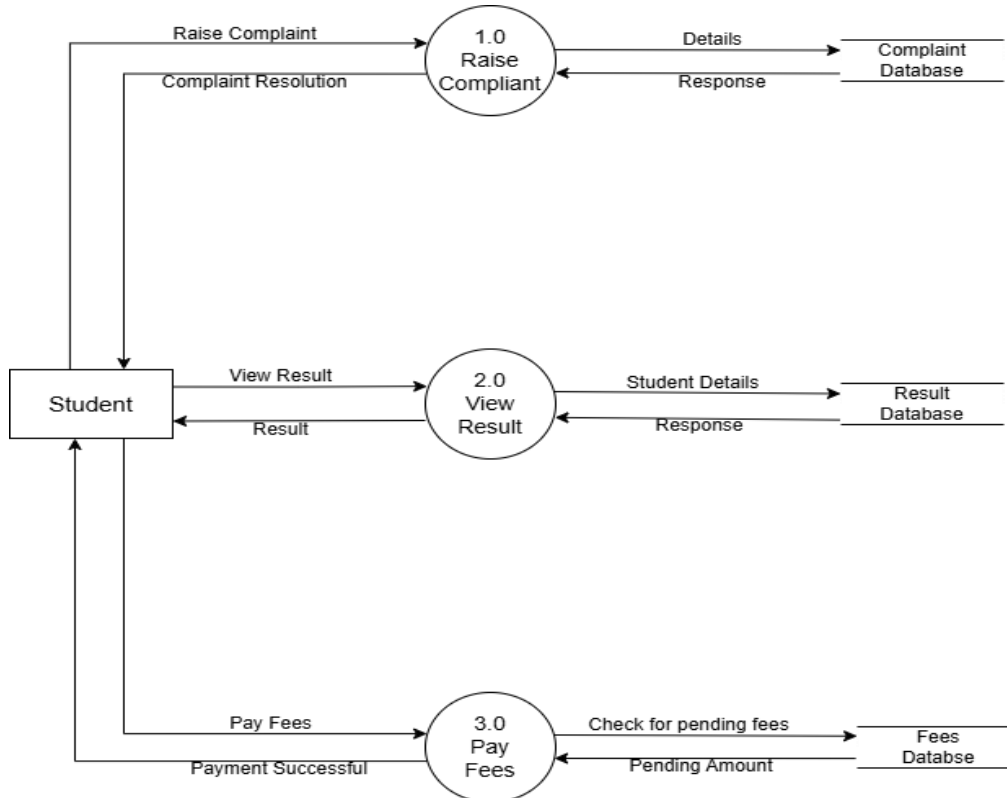 Raise Complaint
1.0
Raise
Compliant
Details
Complaint
Database
Complaint Resolution
Response
Student
View Result
2.0
View
Result
Student Details
Result
Database
Result
Response
Pay Fees
3.0
Pay
Fees
Check for pending fees
Fees
Databse
Payment Successful
Pending Amount